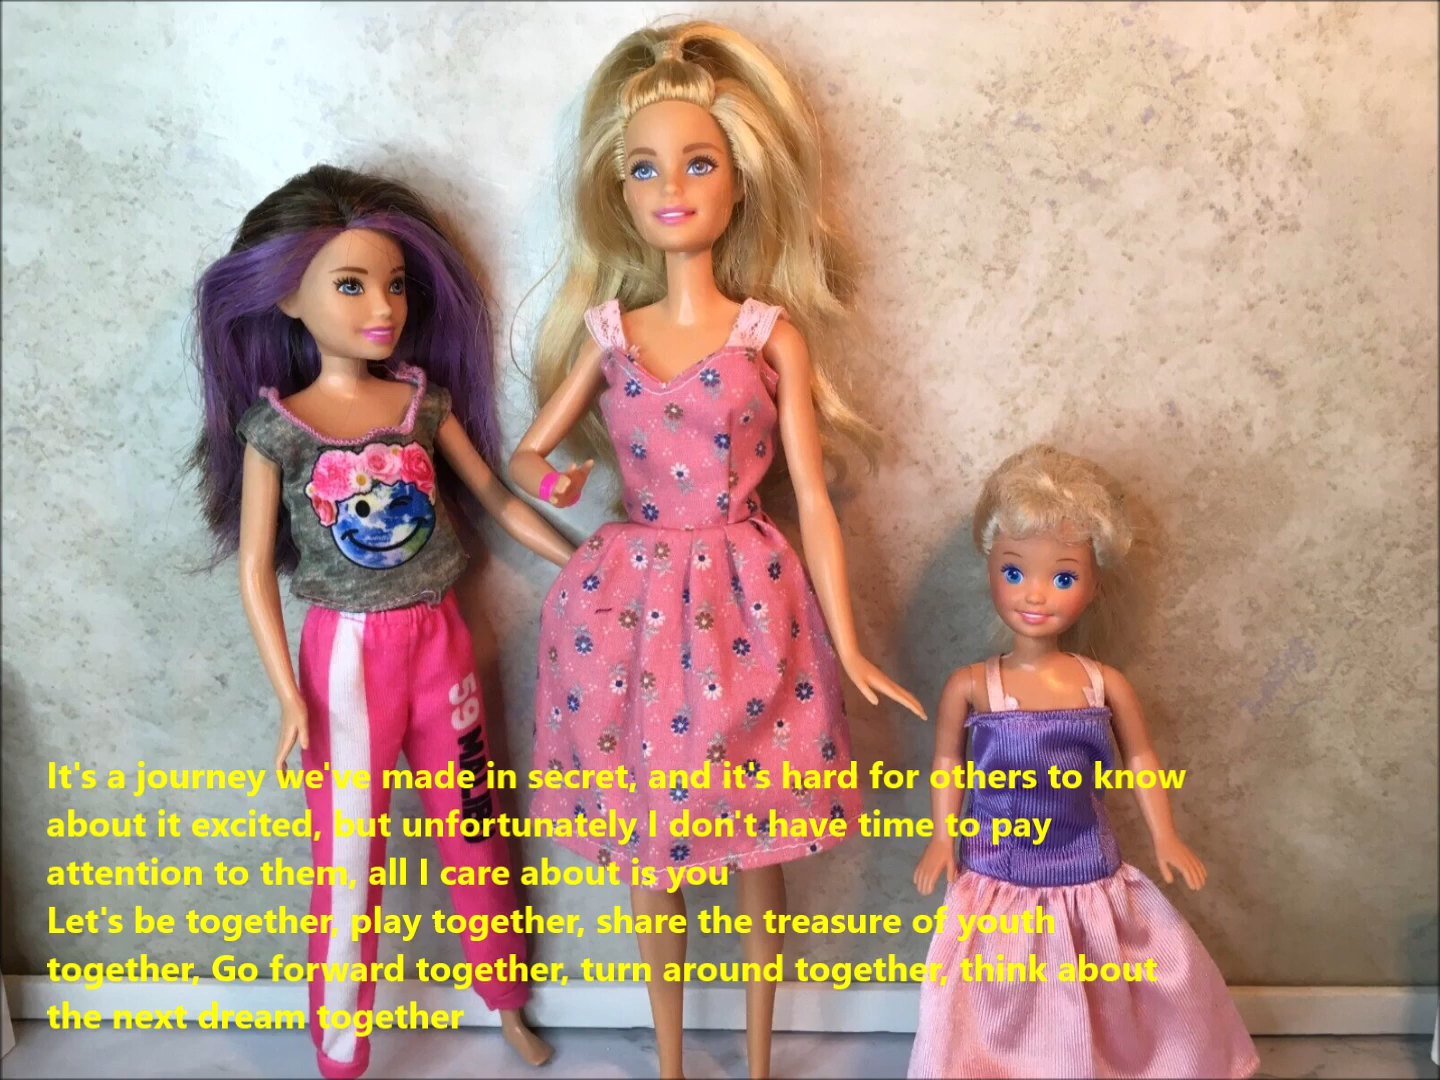 59
It's a journey we've made in secret, and it's hard for others to know
about it excited, but unfortunately I don't have time to pay
attention to them, all I care about is you
Let's be together, play together, share the treasure of youth
together, Go forward together, turn around together, think about
the next dream together